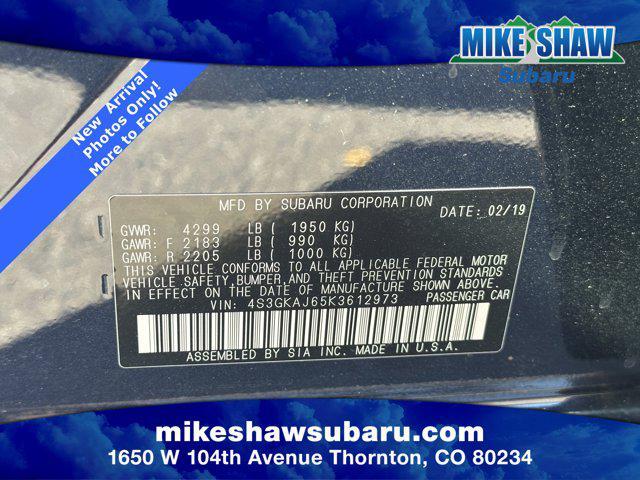 MIKE SHAW
Subaru
New Arrival
Photos Only!
More to Follow
MFD BY SUBARU CORPORATION
DATE: 02/19
GVWR: 4299 LB ( 1950 KG)
GAWR: F 2183 LB ( 990 KG)
GAWR: R 2205 LB ( 1000 KG)
THIS VEHICLE CONFORMS TO ALL APPLICABLE FEDERAL MOTOR
VEHICLE SAFETY, BUMPER, AND THEFT PREVENTION STANDARDS
IN EFFECT ON THE DATE OF MANUFACTURE SHOWN ABOVE.
VIN: 4S3GKAJ65K3612973 PASSENGER CAR
ASSEMBLED BY SIA INC. MADE IN U.S.A.
mikeshawsubaru.com
1650 W 104th Avenue Thornton, CO 80234